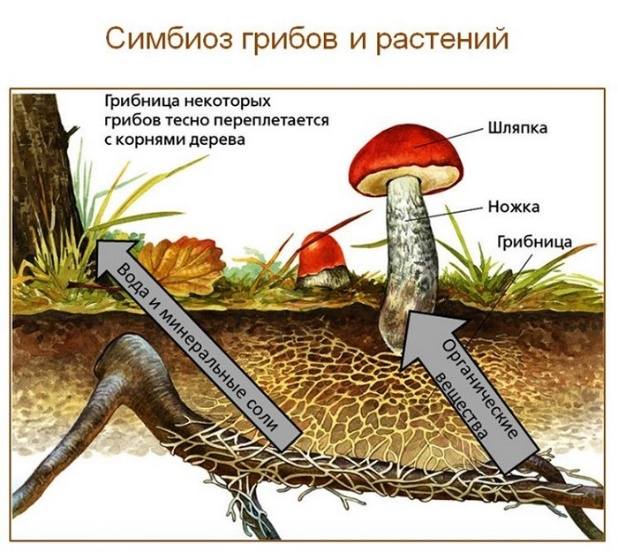 Симбиоз грибов и растений
Грибница некоторых
грибов тесно переплетается
с корнями дерева
Шляпка
Ножка
Грибница
Вода и минеральные соли
Органические
вещества